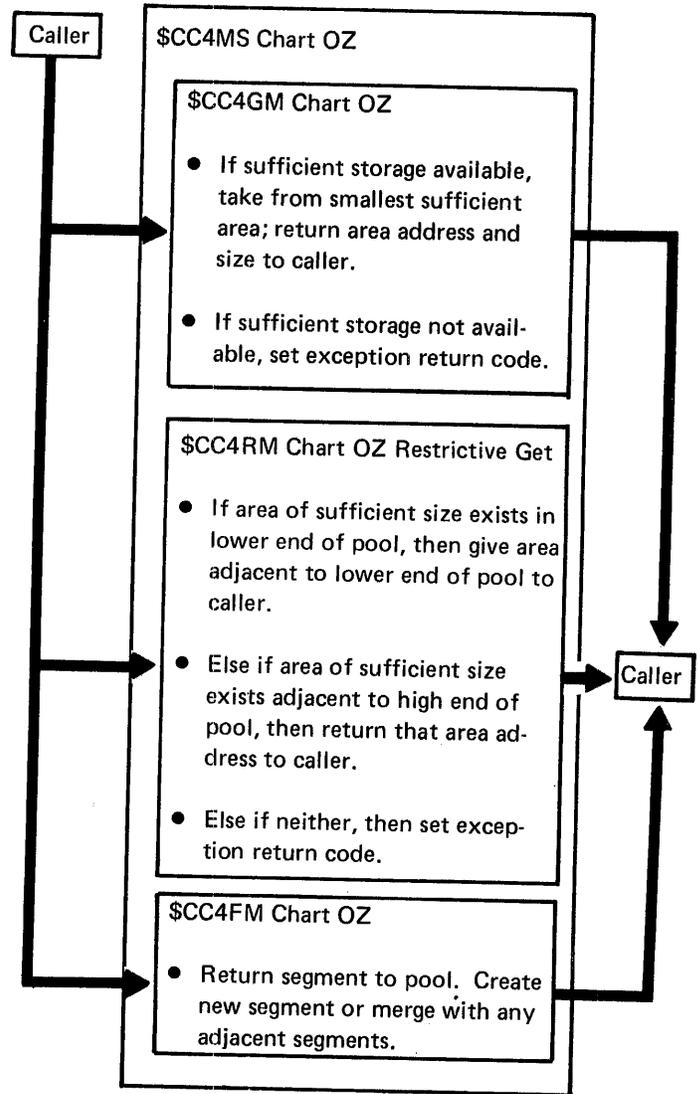 Caller
$CC4MS Chart OZ
$CC4GM Chart OZ
● If sufficient storage available,
take from smallest sufficient
area; return area address and
size to caller.
● If sufficient storage not avail-
able, set exception return code.
$CC4RM Chart OZ Restrictive Get
● If area of sufficient size exists in
lower end of pool, then give area
adjacent to lower end of pool to
caller.
● Else if area of sufficient size
exists adjacent to high end of
pool, then return that area ad-
dress to caller.
● Else if neither, then set excep-
tion return code.
Caller
$CC4FM Chart OZ
● Return segment to pool. Create
new segment or merge with any
adjacent segments.